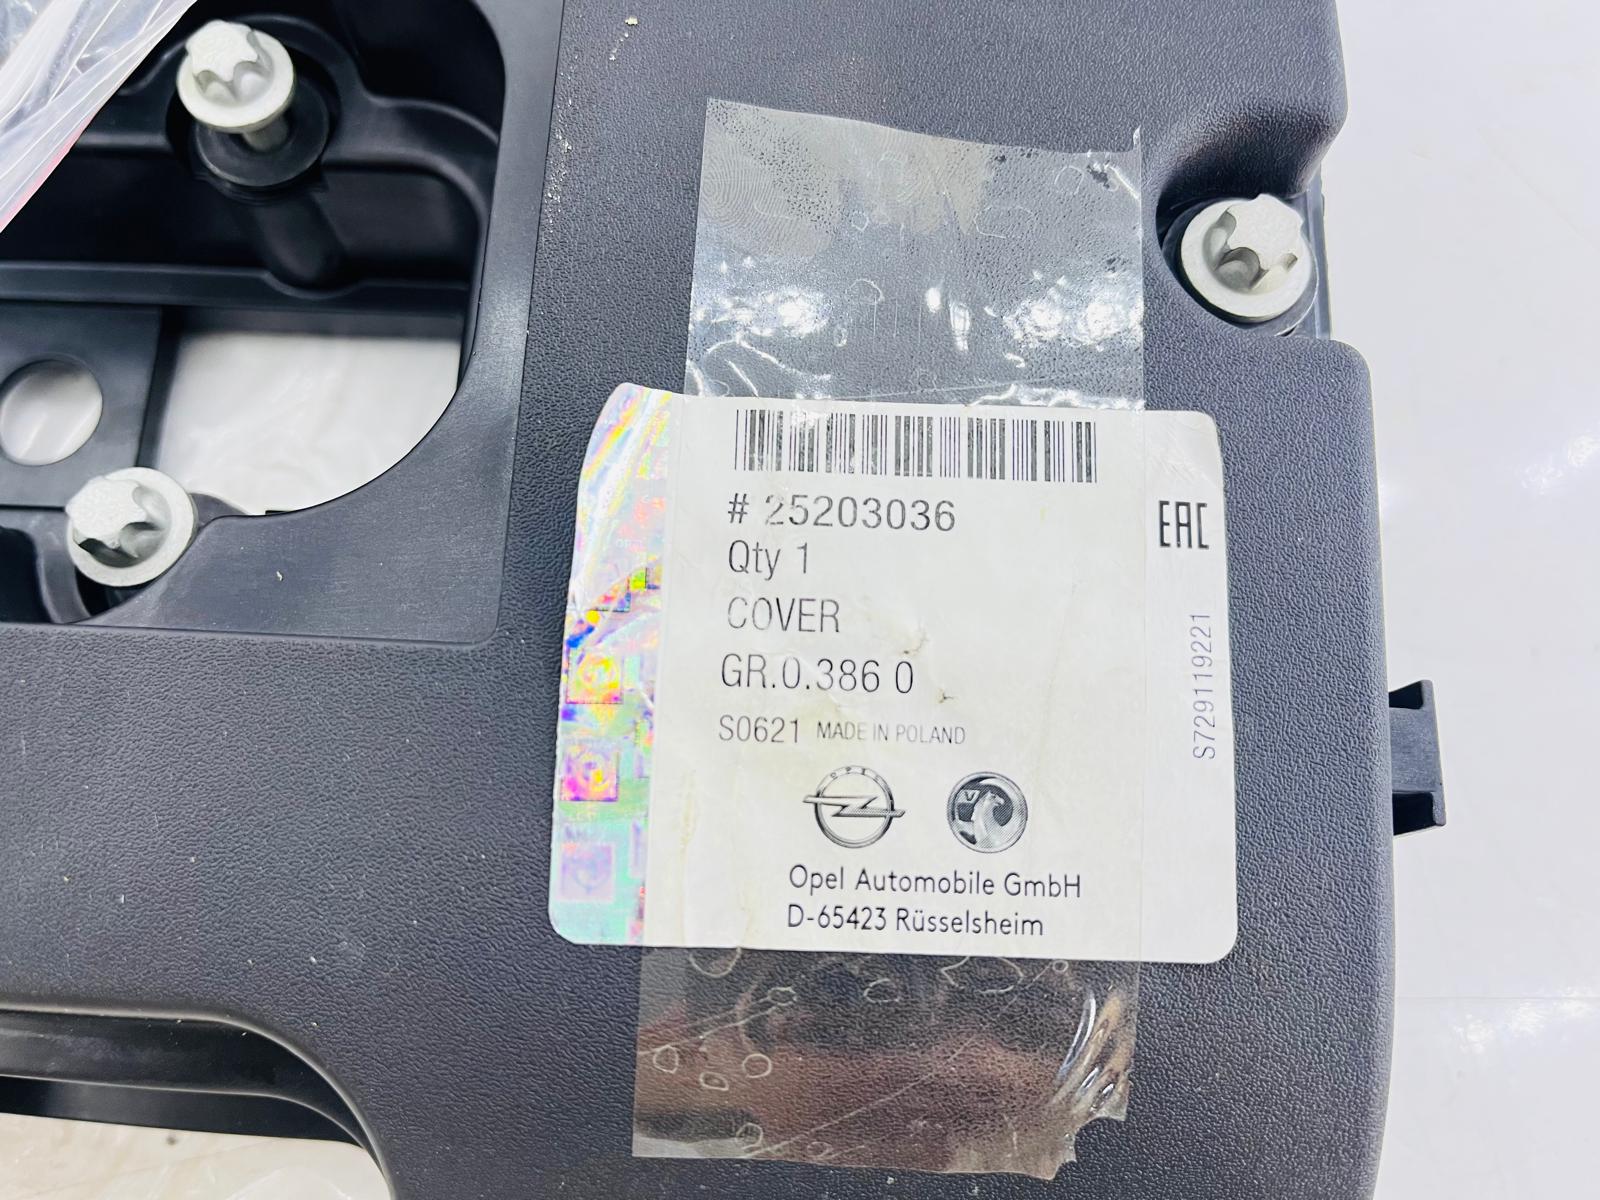 # 25203036
Qty 1
COVER
GR.0.386 0
S0621 MADE IN POLAND
OPEL
V
Opel Automobile GmbH
D-65423 Rüsselsheim
EAC
S729119221